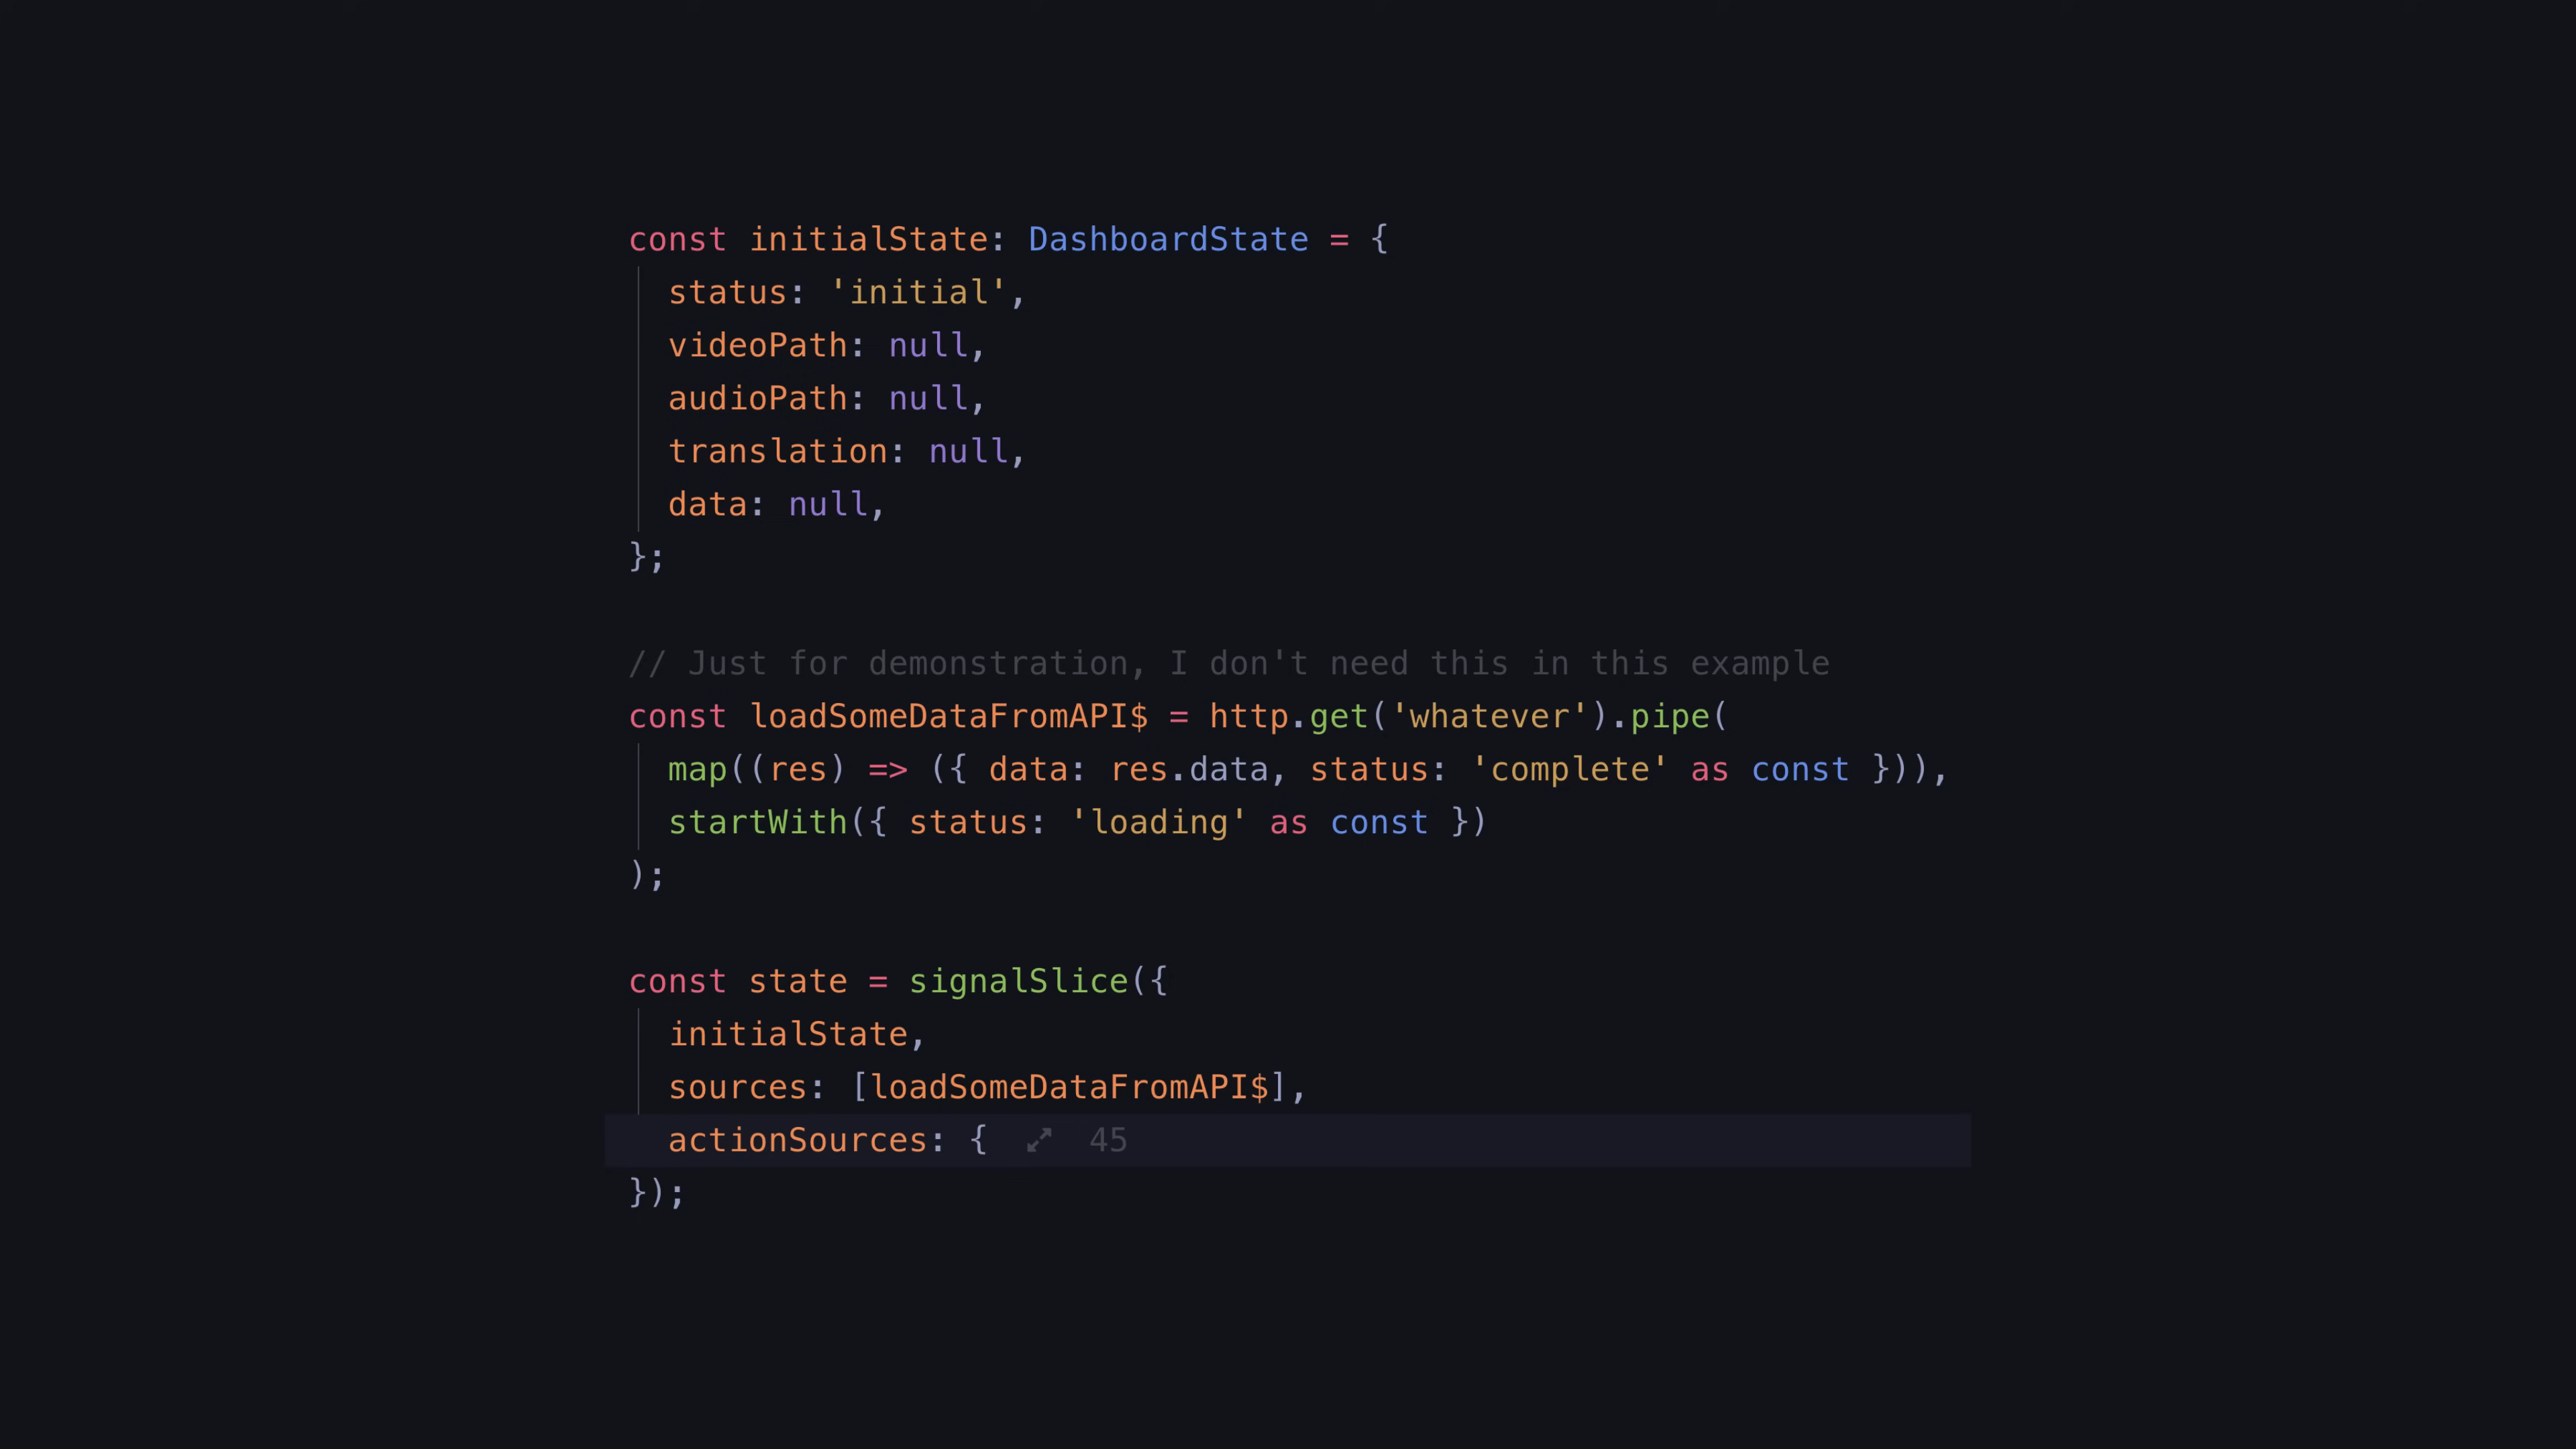 const initialState: DashboardState = {
  status: 'initial',
  videoPath: null,
  audioPath: null,
  translation: null,
  data: null,
};

// Just for demonstration, I don't need this in this example
const loadSomeDataFromAPI$ = http.get('whatever').pipe(
  map((res) => ({ data: res.data, status: 'complete' as const })),
  startWith({ status: 'loading' as const })
);

const state = signalSlice({
  initialState,
  sources: [loadSomeDataFromAPI$],
  actionSources: { 45
});